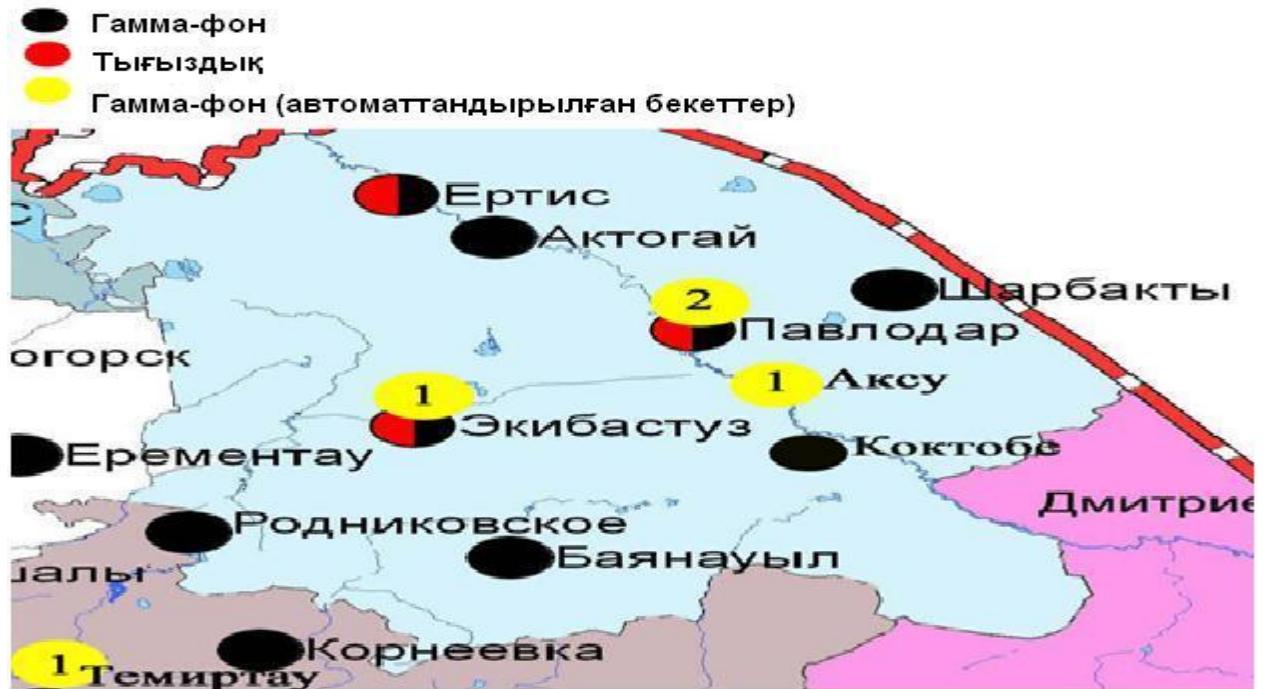 Гамма-фон
Тығыздық
Гамма-фон (автоматтандырылған бекеттер)
Ертис
Актогай
С
2
Шарбакты
Павлодар
огорск
1
1 Аксу
Экибастуз
Коктобе
Ерементау
Дмитрие
Родниковское
Баянауыл
шалы
Корнеевка
1
Темиртау